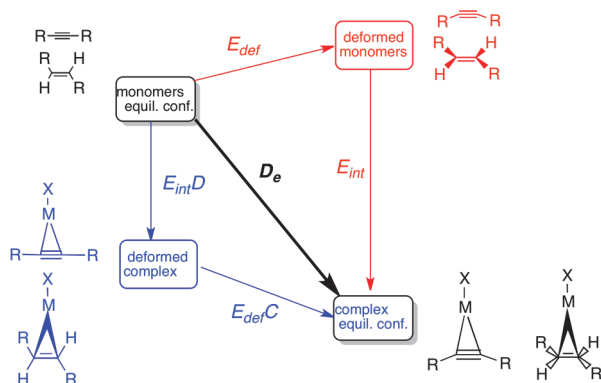 R R
R H
H R
monomers
equil. conf.
E_def
deformed
monomers
R R
R H
H R
E_intD
D_e
E_int
X
M
R R
deformed
complex
E_defC
complex
equil. conf.
X
M
R H
H R
X
M
R R
X
M
R H
H R